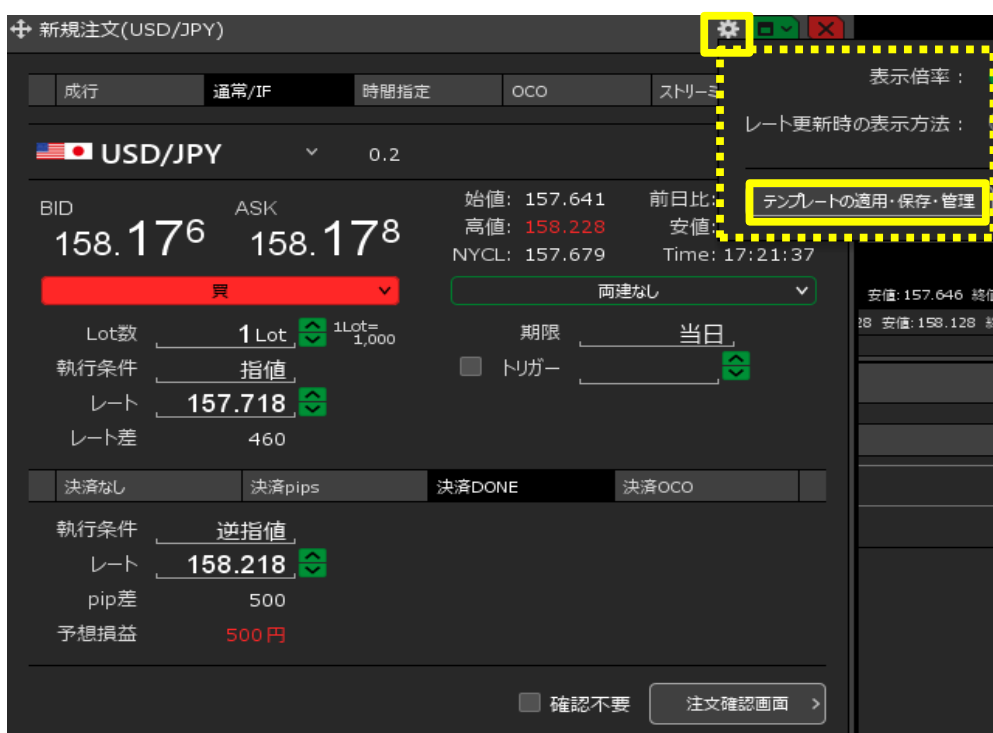 新規注文(USD/JPY)
表示倍率：
成行 通常/IF 時間指定 OCO ストリーミ
レート更新時の表示方法：
USD/JPY 0.2
テンプレートの適用・保存・管理
BID 158.176 ASK 158.178
始値: 157.641 前日比:
高値: 158.228 安値:
NYCL: 157.679 Time: 17:21:37
買 両建なし
安値:157.646 終値
28 安値:158.128
Lot数 1 Lot 1Lot=1,000 期限 当日
執行条件 指値 トリガー
レート 157.718
レート差 460
決済なし 決済pips 決済DONE 決済OCO
執行条件 逆指値
レート 158.218
pip差 500
予想損益 500円
確認不要 注文確認画面 >